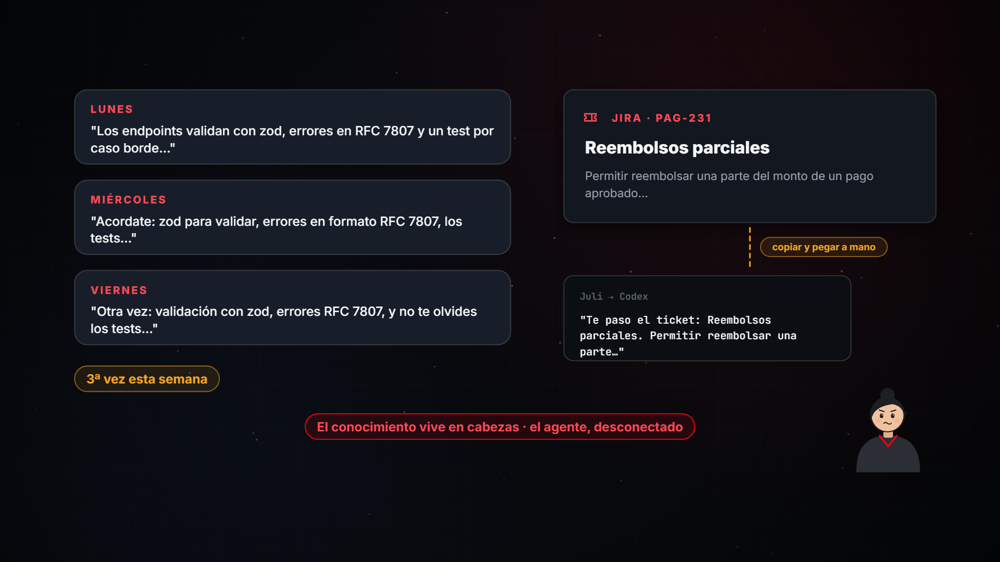 LUNES
"Los endpoints validan con zod, errores en RFC 7807 y un test por
caso borde..."
MIÉRCOLES
"Acordate: zod para validar, errores en formato RFC 7807, los
tests..."
VIERNES
"Otra vez: validación con zod, errores RFC 7807, y no te olvides
los tests..."
3ª vez esta semana
JIRA · PAG-231
Reembolsos parciales
Permitir reembolsar una parte del monto de un pago
aprobado...
copiar y pegar a mano
Juli → Codex
"Te paso el ticket: Reembolsos
parciales. Permitir reembolsar una
parte…"
El conocimiento vive en cabezas · el agente, desconectado